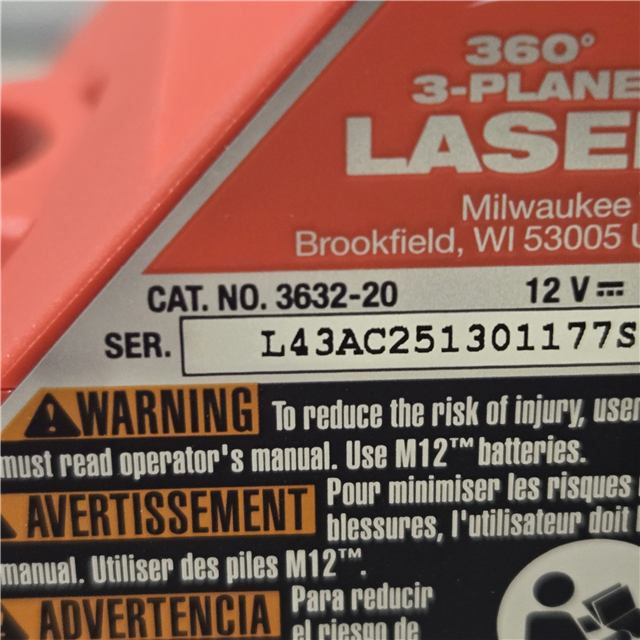 360°
3-PLANE
LASE
Milwaukee
Brookfield, WI 53005 U
CAT. NO. 3632-20 12 V
SER. L43AC251301177S
WARNING To reduce the risk of injury, user
must read operator's manual. Use M12™ batteries.
AVERTISSEMENT Pour minimiser les risques
blessures, l'utilisateur doit
manual. Utiliser des piles M12™.
ADVERTENCIA Para reducir
el riesgo de